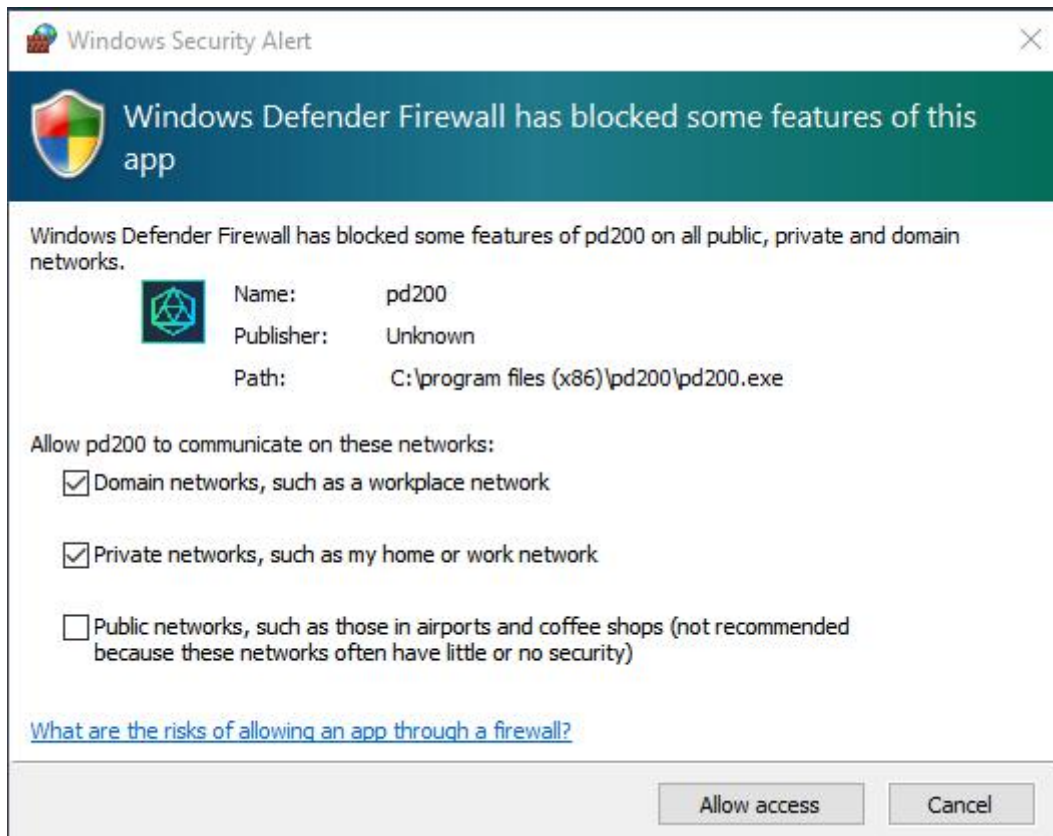 Windows Security Alert
Windows Defender Firewall has blocked some features of this
app
Windows Defender Firewall has blocked some features of pd200 on all public, private and domain
networks.
Name: pd200
Publisher: Unknown
Path: C:\program files (x86)\pd200\pd200.exe
Allow pd200 to communicate on these networks:
Domain networks, such as a workplace network
Private networks, such as my home or work network
Public networks, such as those in airports and coffee shops (not recommended
because these networks often have little or no security)
What are the risks of allowing an app through a firewall?
Allow access Cancel